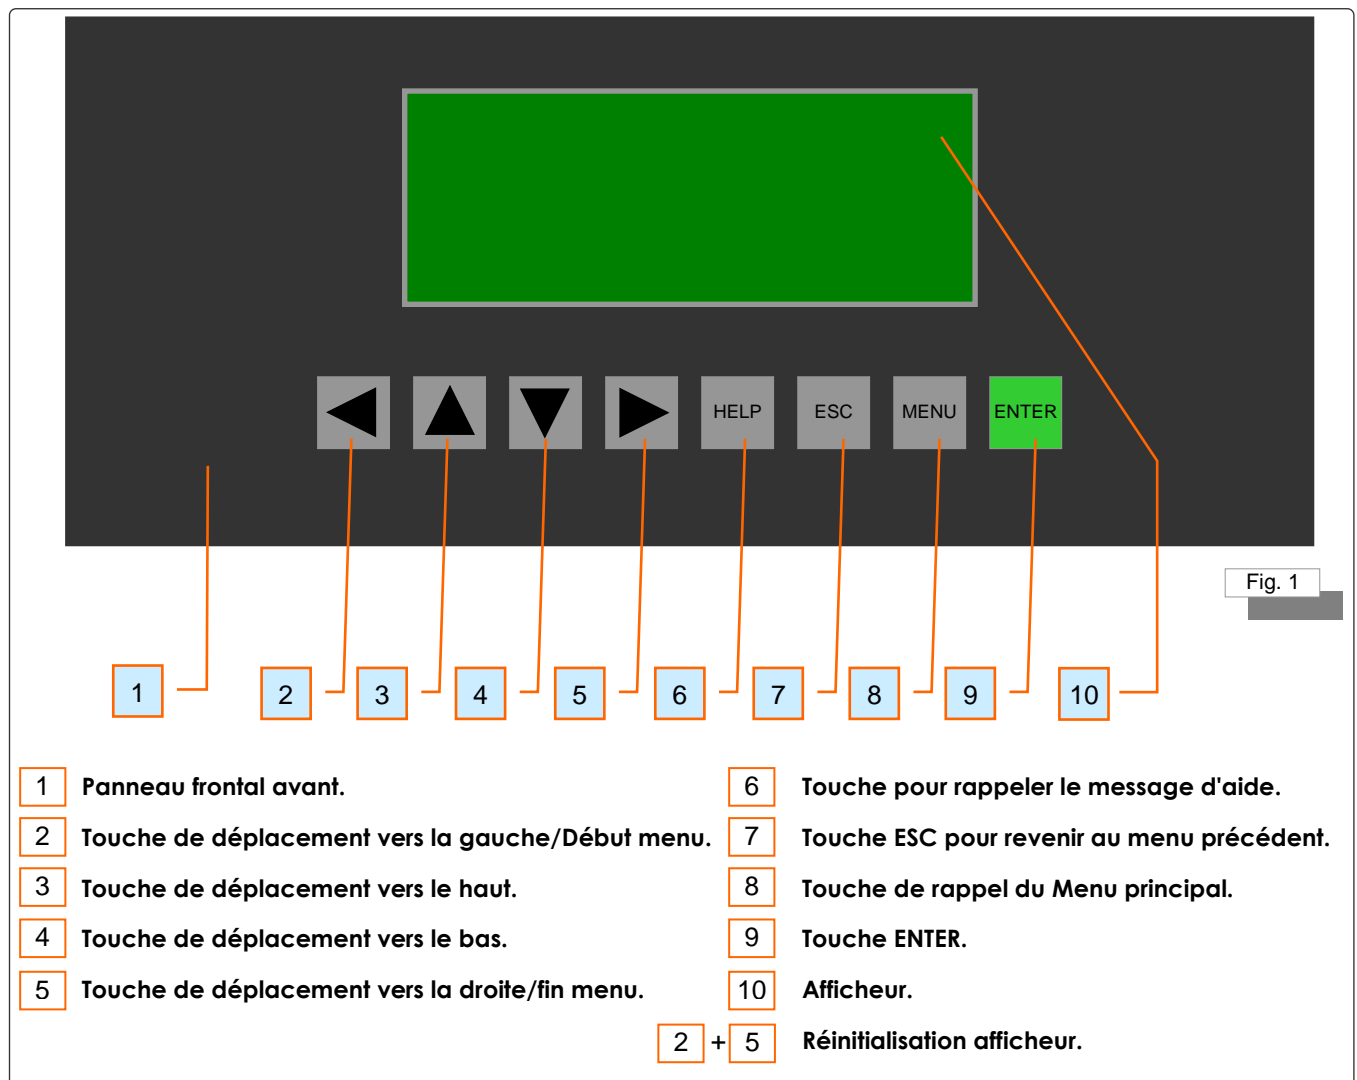 HELP ESC MENU ENTER
Fig. 1
1 2 3 4 5 6 7 8 9 10
1 Panneau frontal avant.
2 Touche de déplacement vers la gauche/Début menu.
3 Touche de déplacement vers le haut.
4 Touche de déplacement vers le bas.
5 Touche de déplacement vers la droite/fin menu.
6 Touche pour rappeler le message d'aide.
7 Touche ESC pour revenir au menu précédent.
8 Touche de rappel du Menu principal.
9 Touche ENTER.
10 Afficheur.
2 + 5 Réinitialisation afficheur.